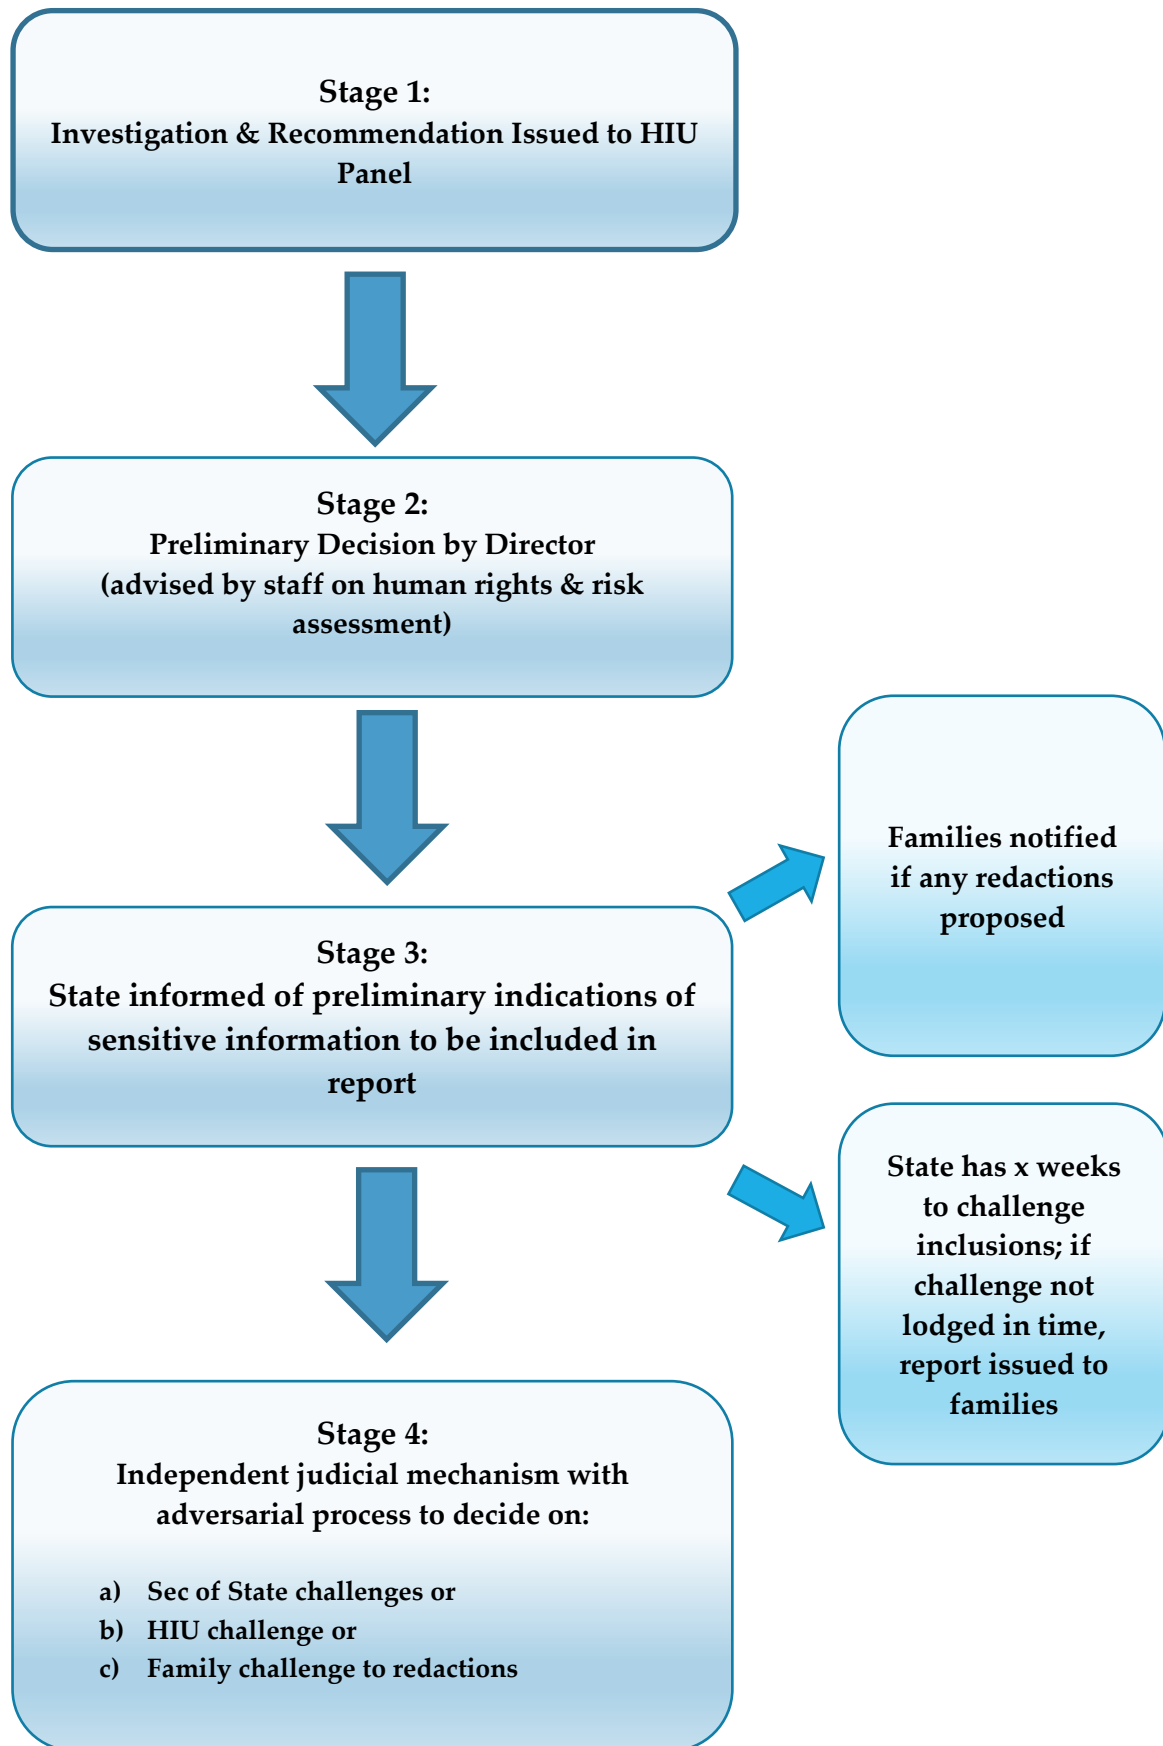 Stage 1:
Investigation & Recommendation Issued to HIU
Panel
Stage 2:
Preliminary Decision by Director
(advised by staff on human rights & risk
assessment)
Stage 3:
State informed of preliminary indications of
sensitive information to be included in
report
Families notified
if any redactions
proposed
State has x weeks
to challenge
inclusions; if
challenge not
lodged in time,
report issued to
families
Stage 4:
Independent judicial mechanism with
adversarial process to decide on:
a) Sec of State challenges or
b) HIU challenge or
c) Family challenge to redactions